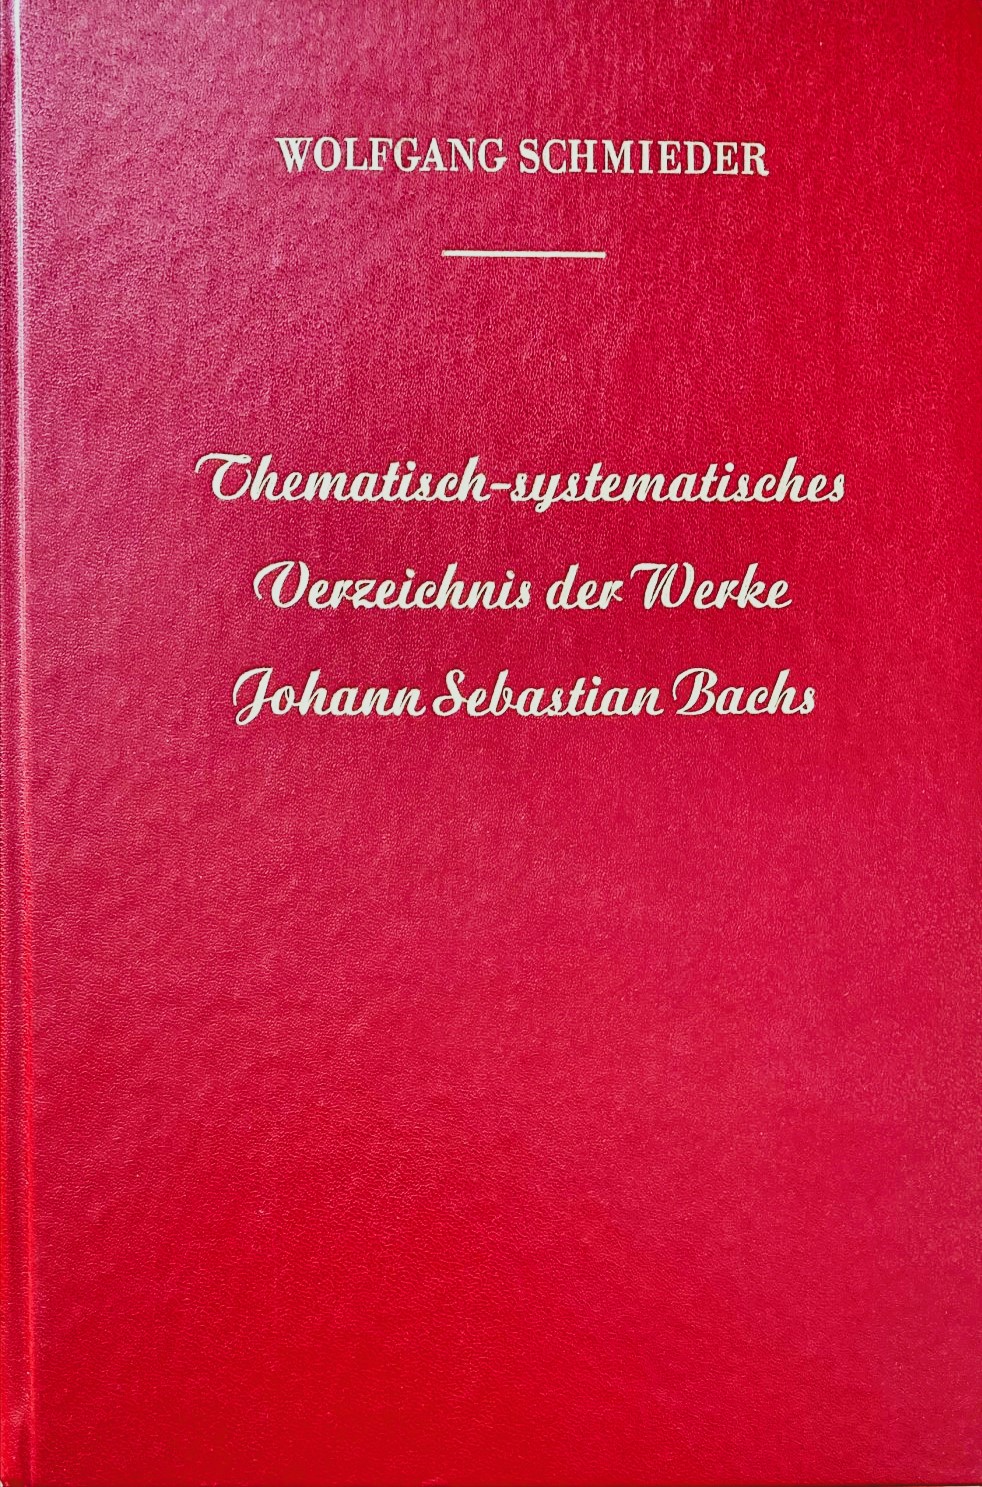 WOLFGANG SCHMIEDER
Thematisch-systematisches
Verzeichnis der Werke
Johann Sebastian Bachs